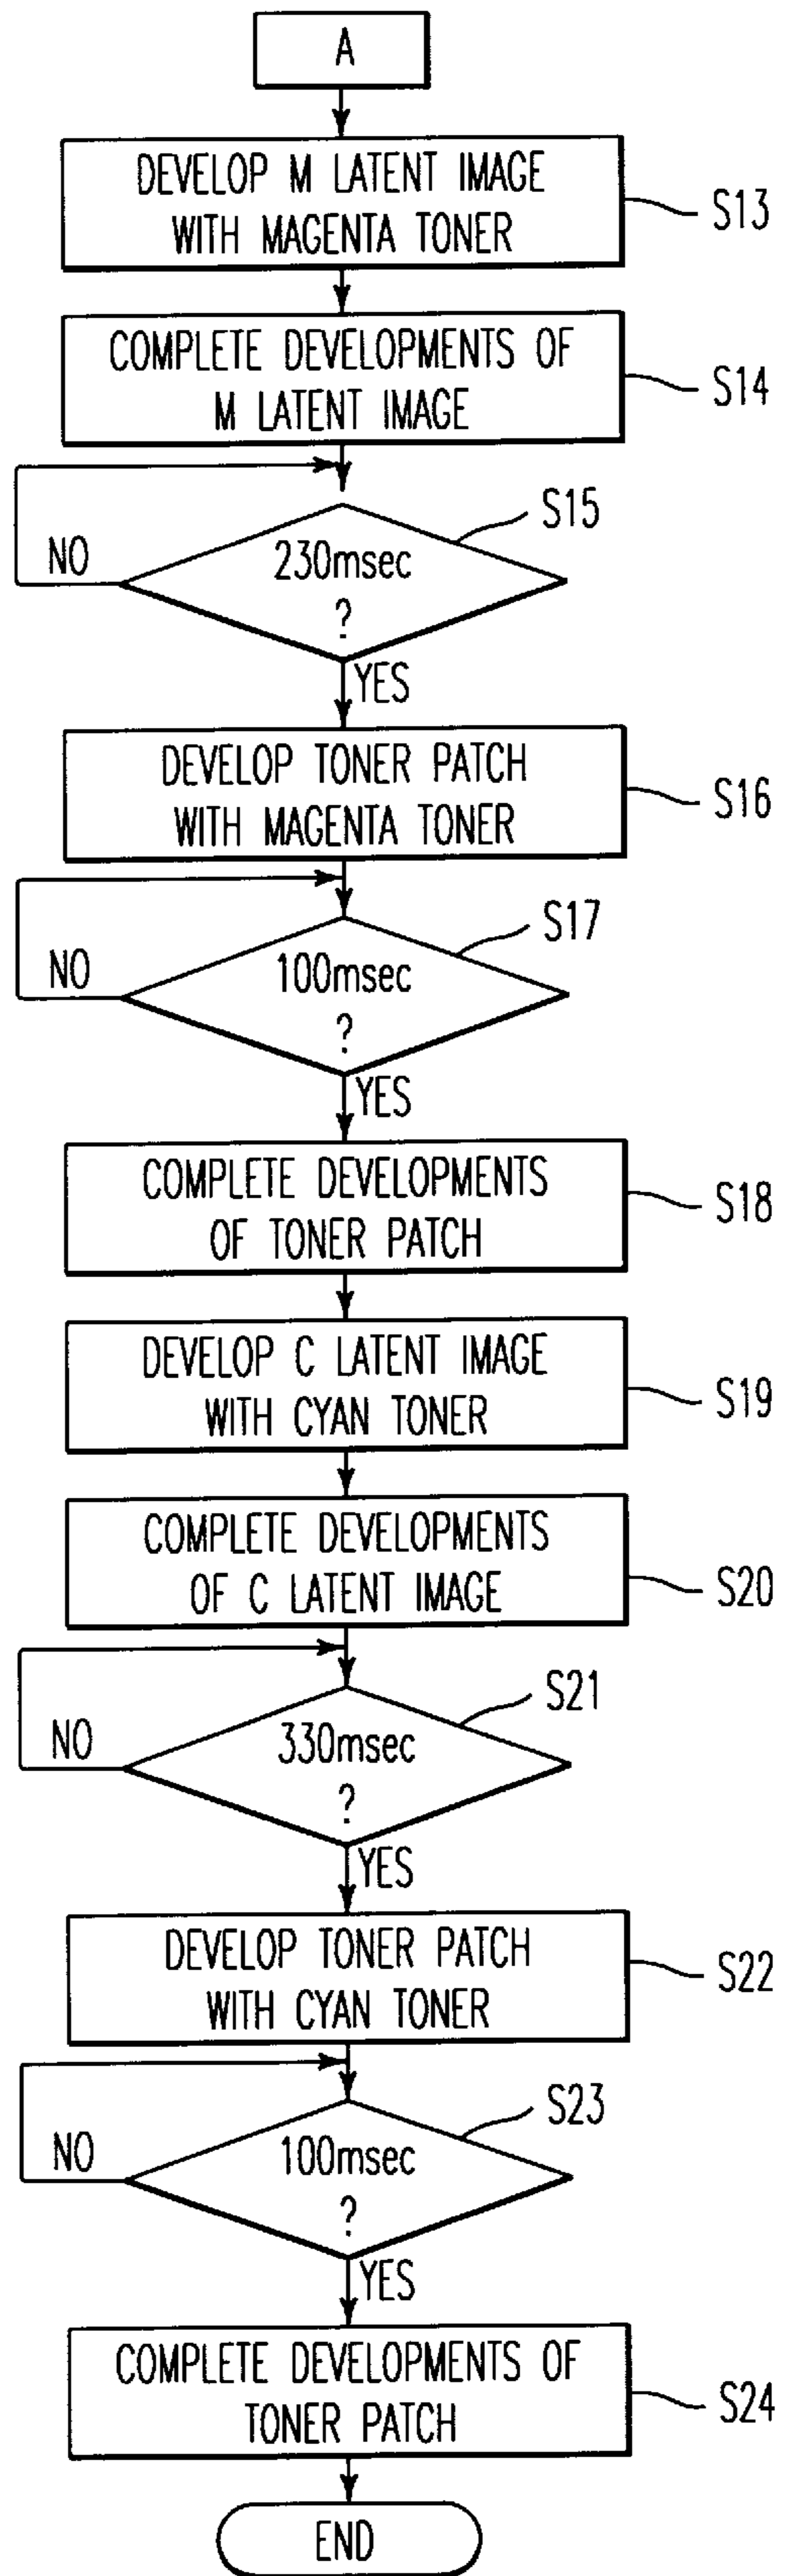 A
DEVELOP M LATENT IMAGE
WITH MAGENTA TONER
S13
COMPLETE DEVELOPMENTS OF
M LATENT IMAGE
S14
S15
NO
230msec
?
YES
DEVELOP TONER PATCH
WITH MAGENTA TONER
S16
S17
NO
100msec
?
YES
COMPLETE DEVELOPMENTS
OF TONER PATCH
S18
DEVELOP C LATENT IMAGE
WITH CYAN TONER
S19
COMPLETE DEVELOPMENTS
OF C LATENT IMAGE
S20
S21
NO
330msec
?
YES
DEVELOP TONER PATCH
WITH CYAN TONER
S22
S23
NO
100msec
?
YES
COMPLETE DEVELOPMENTS OF
TONER PATCH
S24
END